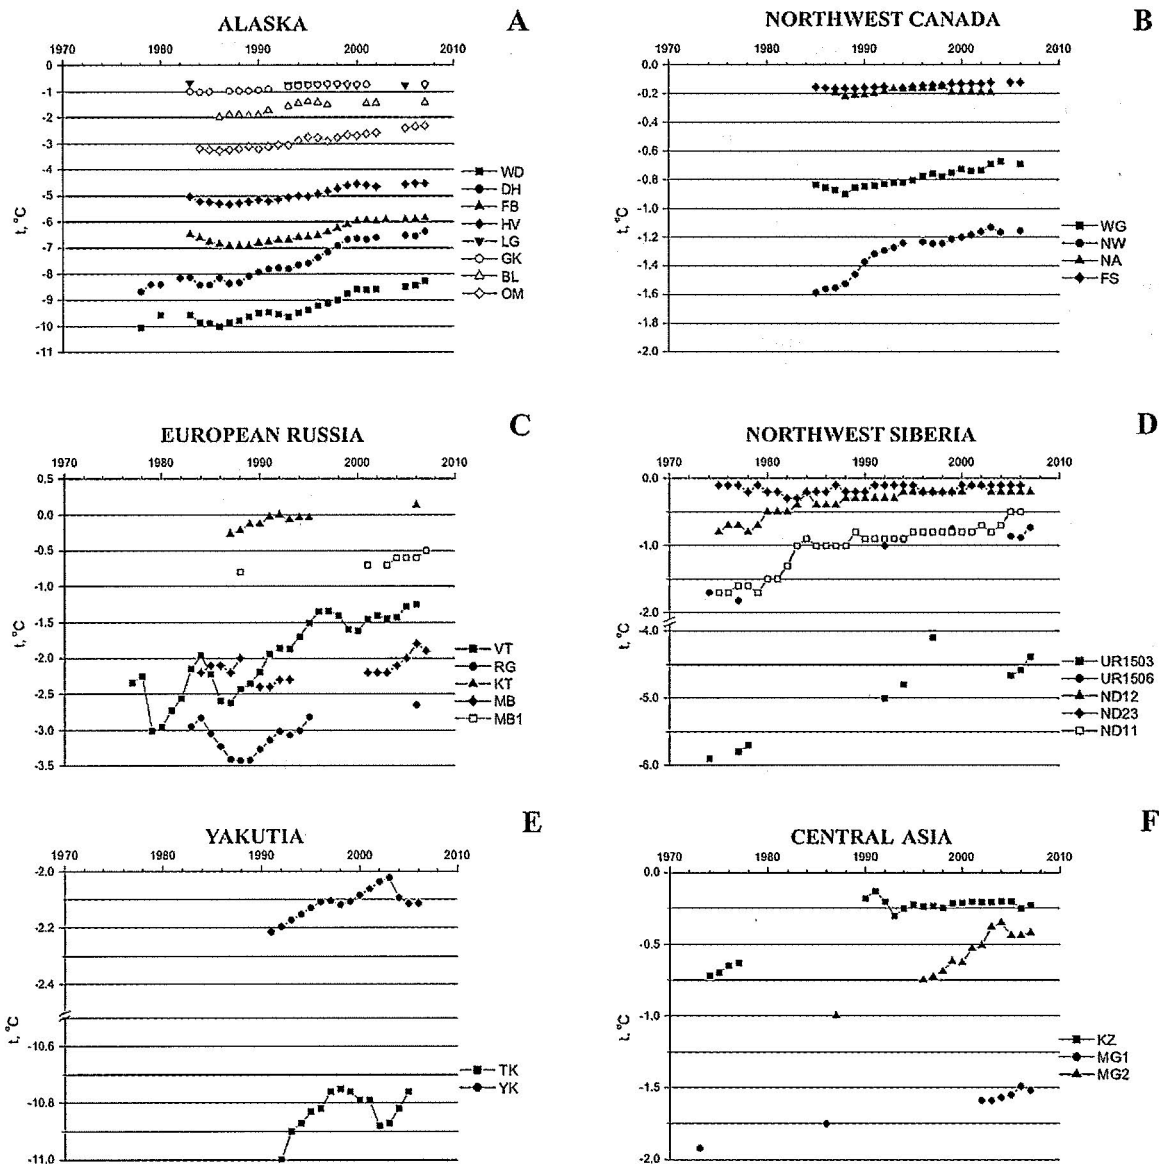 ALASKA
A
1970 1980 1990 2000 2010
0
-1
-2
-3
-4
-5
-6
-7
-8
-9
-10
-11
t, °C
WD
DH
FB
HV
LG
GK
BL
OM
NORTHWEST CANADA
B
1970 1980 1990 2000 2010
0.0
-0.2
-0.4
-0.6
-0.8
-1.0
-1.2
-1.4
-1.6
-1.8
-2.0
t, °C
WG
NW
NA
FS
EUROPEAN RUSSIA
C
1970 1980 1990 2000 2010
0.5
0.0
-0.5
-1.0
-1.5
-2.0
-2.5
-3.0
-3.5
t, °C
VT
RG
KT
MB
MB1
NORTHWEST SIBERIA
D
1970 1980 1990 2000 2010
0.0
-1.0
-2.0
-4.0
-5.0
-6.0
t, °C
UR1503
UR1506
ND12
ND23
ND11
YAKUTIA
E
1970 1980 1990 2000 2010
-2.0
-2.2
-2.4
-10.6
-10.8
-11.0
t, °C
TK
YK
CENTRAL ASIA
F
1970 1980 1990 2000 2010
0.0
-0.5
-1.0
-1.5
-2.0
t, °C
KZ
MG1
MG2